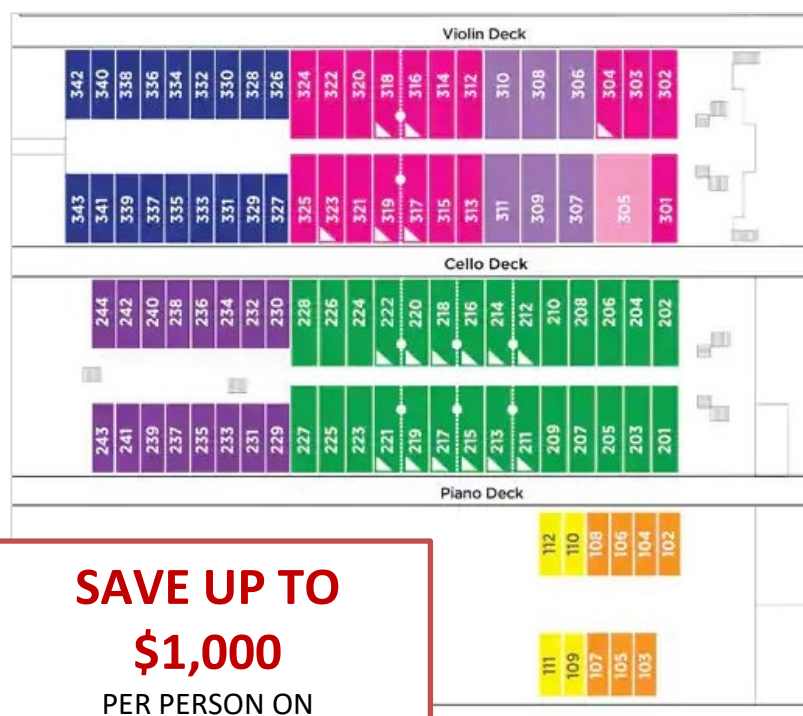 Violin Deck
342 340 338 336 334 332 330 328 326 324 322 320 318 316 314 312 310 308 306 304 303 302
343 341 339 337 335 333 331 329 327 325 323 321 319 317 315 313 311 309 307 305 301
Cello Deck
244 242 240 238 236 234 232 230 228 226 224 222 220 218 216 214 212 210 208 206 204 202
243 241 239 237 235 233 231 229 227 225 223 221 219 217 215 213 211 209 207 205 203 201
Piano Deck
112 110 108 106 104 102
111 109 107 105 103
SAVE UP TO
$1,000
PER PERSON ON